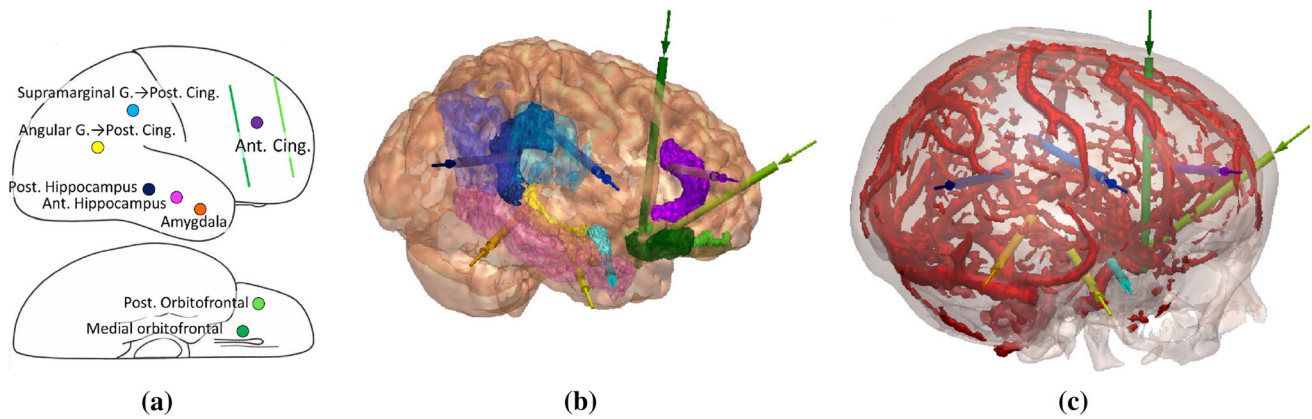 Supramarginal G.→Post. Cing.
Angular G.→Post. Cing.
Ant. Cing.
Post. Hippocampus
Ant. Hippocampus
Amygdala
Post. Orbitofrontal
Medial orbitofrontal
(a)
(b)
(c)